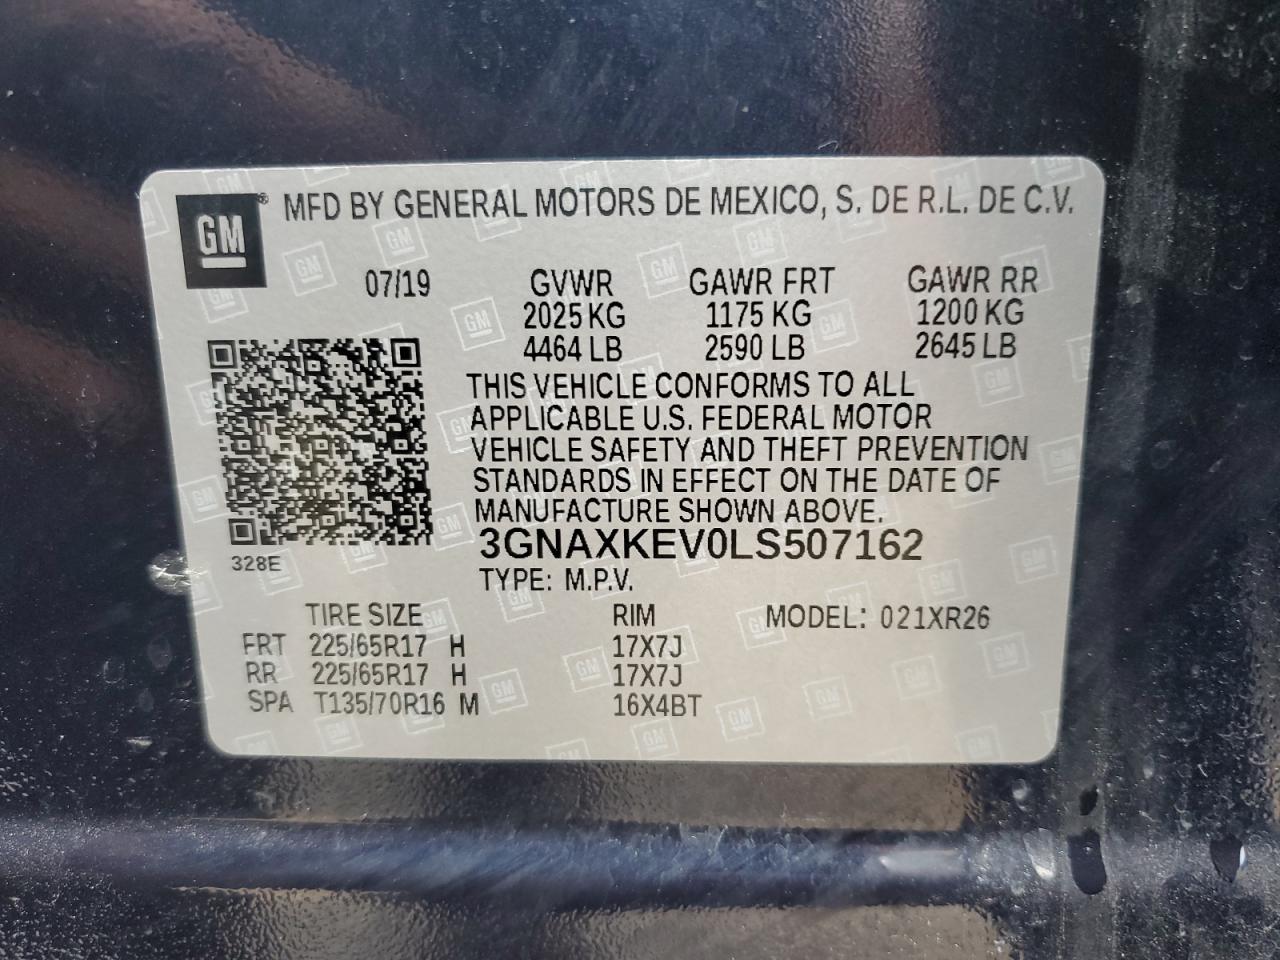 GM® MFD BY GENERAL MOTORS DE MEXICO, S. DE R.L. DE C.V.
07/19 GVWR GAWR FRT GAWR RR
2025 KG 1175 KG 1200 KG
4464 LB 2590 LB 2645 LB
THIS VEHICLE CONFORMS TO ALL
APPLICABLE U.S. FEDERAL MOTOR
VEHICLE SAFETY AND THEFT PREVENTION
STANDARDS IN EFFECT ON THE DATE OF
MANUFACTURE SHOWN ABOVE.
3GNAXKEV0LS507162
328E
TYPE: M.P.V.
TIRE SIZE RIM MODEL: 021XR26
FRT 225/65R17 H 17X7J
RR 225/65R17 H 17X7J
SPA T135/70R16 M 16X4BT